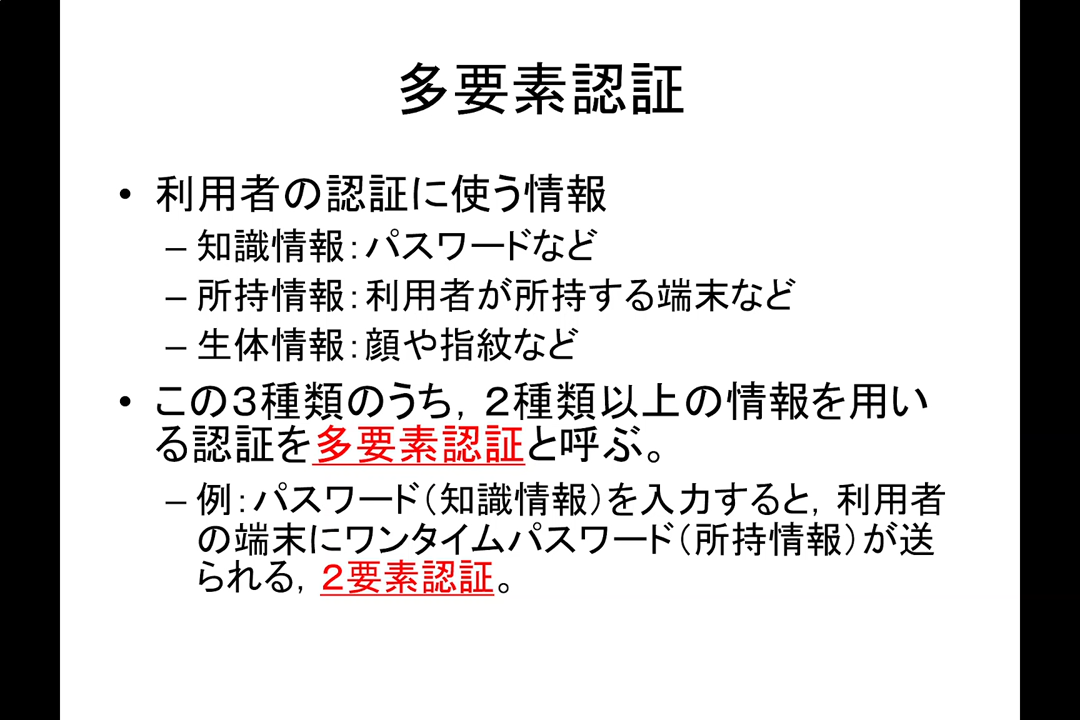 多要素認証
• 利用者の認証に使う情報
– 知識情報：パスワードなど
– 所持情報：利用者が所持する端末など
– 生体情報：顔や指紋など
• この３種類のうち，２種類以上の情報を用い
る認証を多要素認証と呼ぶ。
– 例：パスワード（知識情報）を入力すると，利用者
の端末にワンタイムパスワード（所持情報）が送
られる，２要素認証。